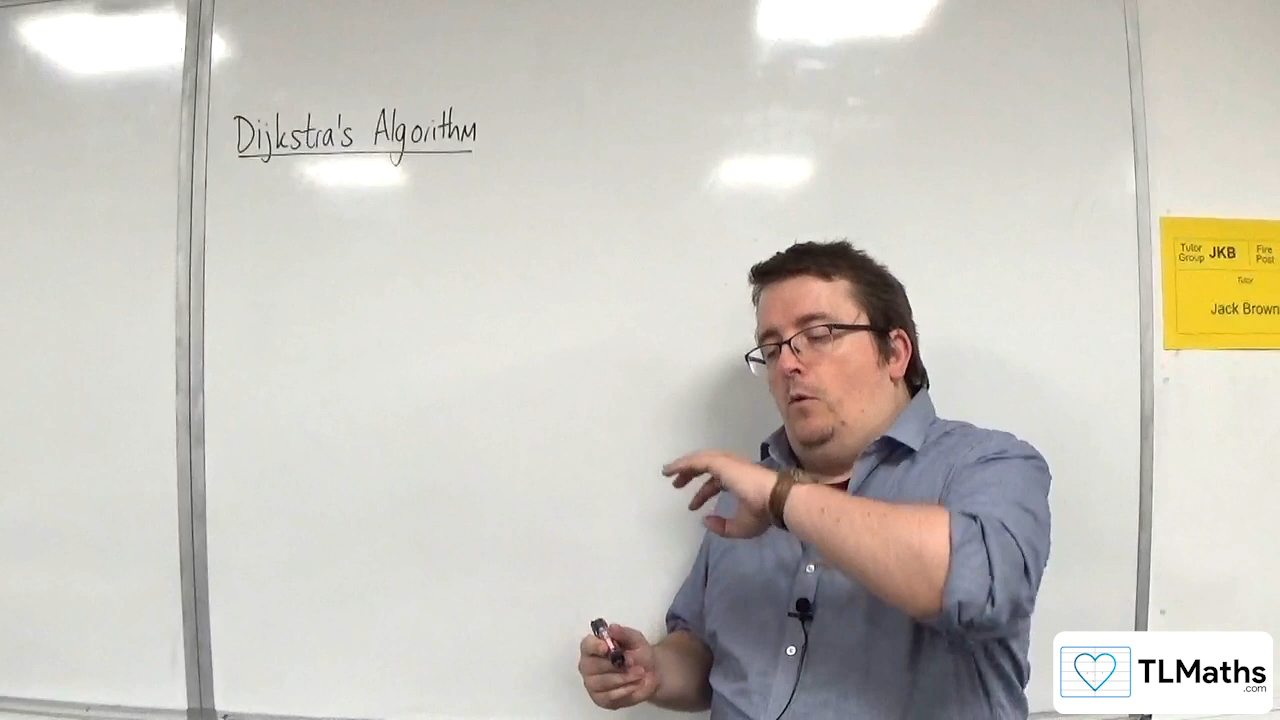 Dijkstra's Algorithm
Tutor Group JKB Fire Post
Tutor
Jack Brown
TLMaths
.com